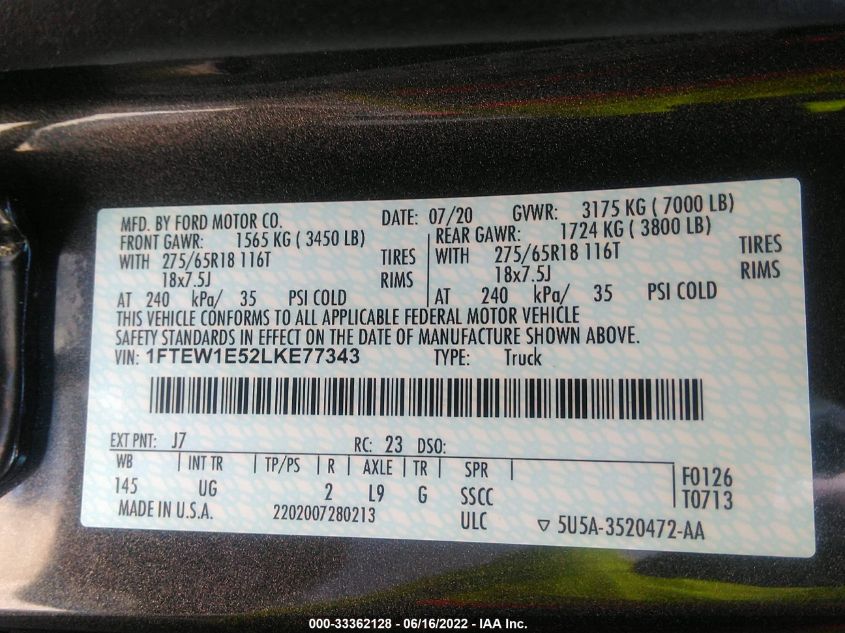 MFD. BY FORD MOTOR CO. DATE: 07/20 GVWR: 3175 KG ( 7000 LB)
FRONT GAWR: 1565 KG ( 3450 LB) REAR GAWR: 1724 KG ( 3800 LB)
WITH 275/65R18 116T TIRES WITH 275/65R18 116T TIRES
18x7.5J RIMS 18x7.5J RIMS
AT 240 kPa/ 35 PSI COLD AT 240 kPa/ 35 PSI COLD
THIS VEHICLE CONFORMS TO ALL APPLICABLE FEDERAL MOTOR VEHICLE
SAFETY STANDARDS IN EFFECT ON THE DATE OF MANUFACTURE SHOWN ABOVE.
VIN: 1FTEW1E52LKE77343 TYPE: Truck
EXT PNT: J7 RC: 23 DSO:
WB INT TR TP/PS R AXLE TR SPR F0126
145 UG 2 L9 G SSCC T0713
MADE IN U.S.A. 2202007280213 ULC ▽ 5U5A-3520472-AA
000-33362128 - 06/16/2022 - IAA Inc.